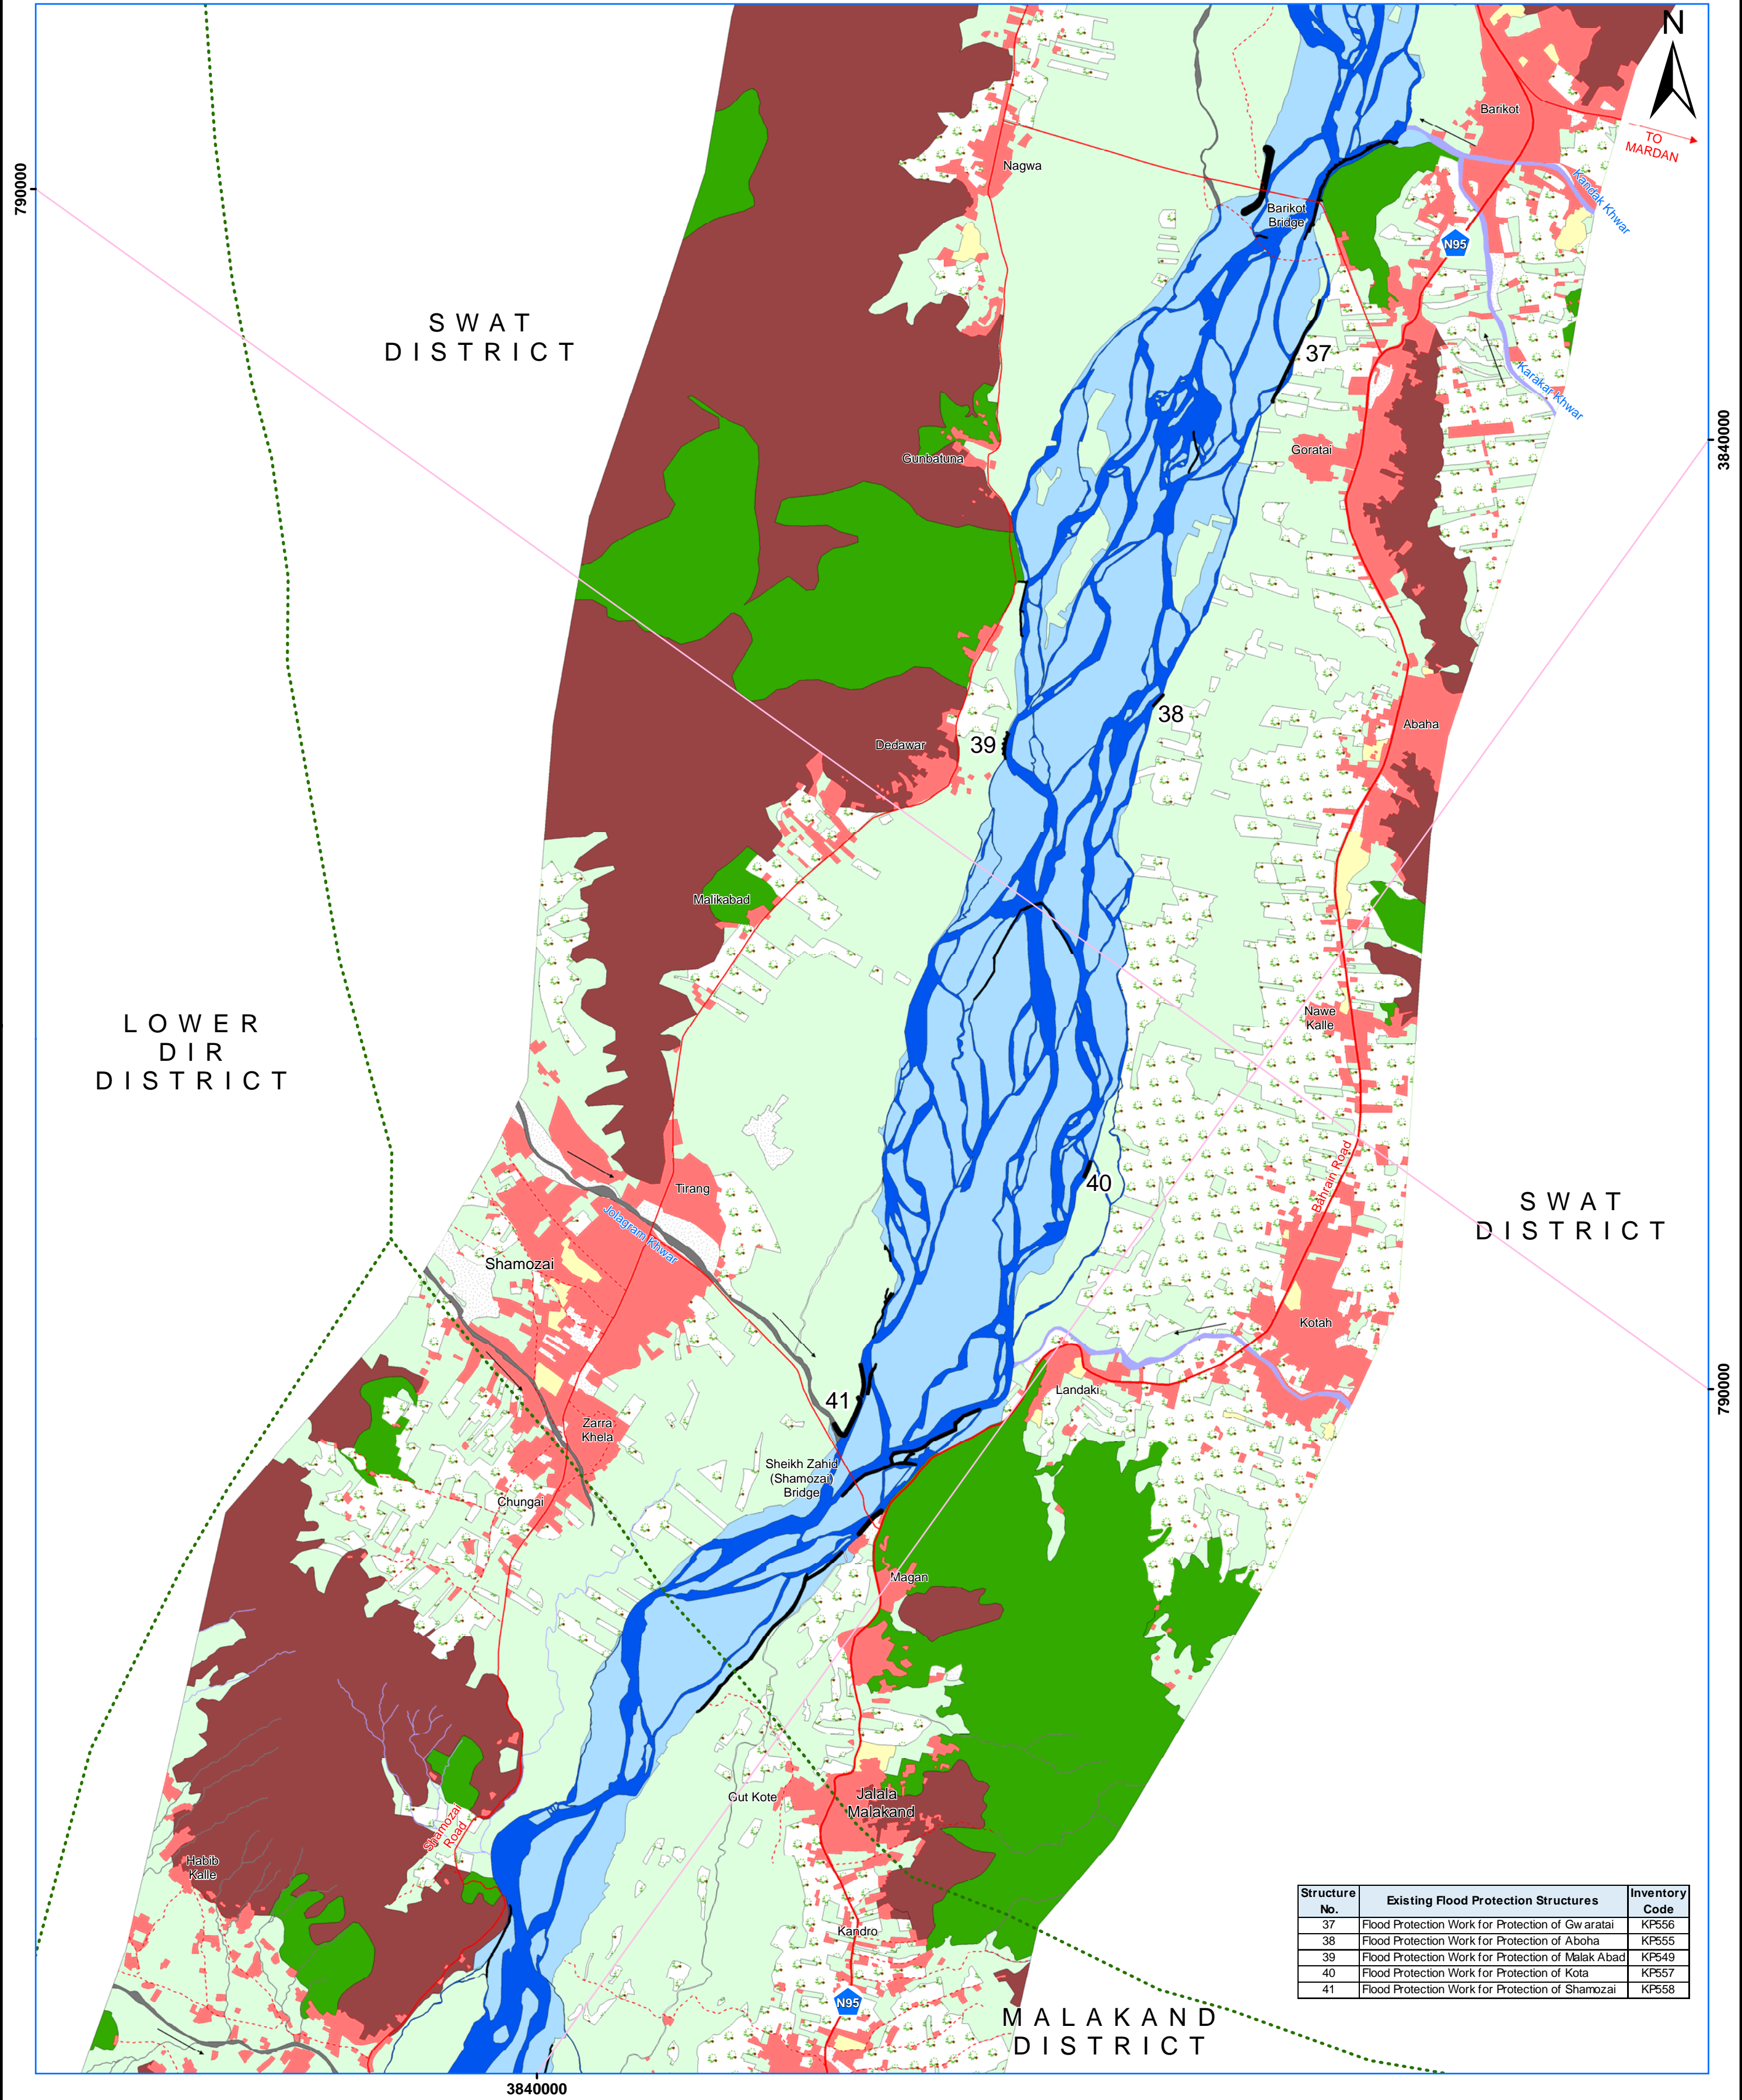 N
Barikot
TO
MARDAN
Nagwa
Kandak Khwar
790000
Barikot
Bridge
N95
SWAT
DISTRICT
37
Karakar Khwar
3840000
Goratai
Gunbatuna
38
Abaha
39
Dedawar
Malikabad
Nawe
Kalle
LOWER
DIR
DISTRICT
Bahrain Road
40
Tirang
SWAT
DISTRICT
Jolagram Khwar
Shamozai
Kotah
Landaki
790000
41
Zarra
Khela
Sheikh Zahid
(Shamozai)
Bridge
Chungai
Magan
Gut Kote
Jalala
Malakand
Shamozai
Road
Habib
Kalle
Kandro
N95
MALAKAND
DISTRICT
Structure No. Existing Flood Protection Structures Inventory Code
37 Flood Protection Work for Protection of Gwaratai KP556
38 Flood Protection Work for Protection of Aboha KP555
39 Flood Protection Work for Protection of Malak Abad KP549
40 Flood Protection Work for Protection of Kota KP557
41 Flood Protection Work for Protection of Shamozai KP558
3840000